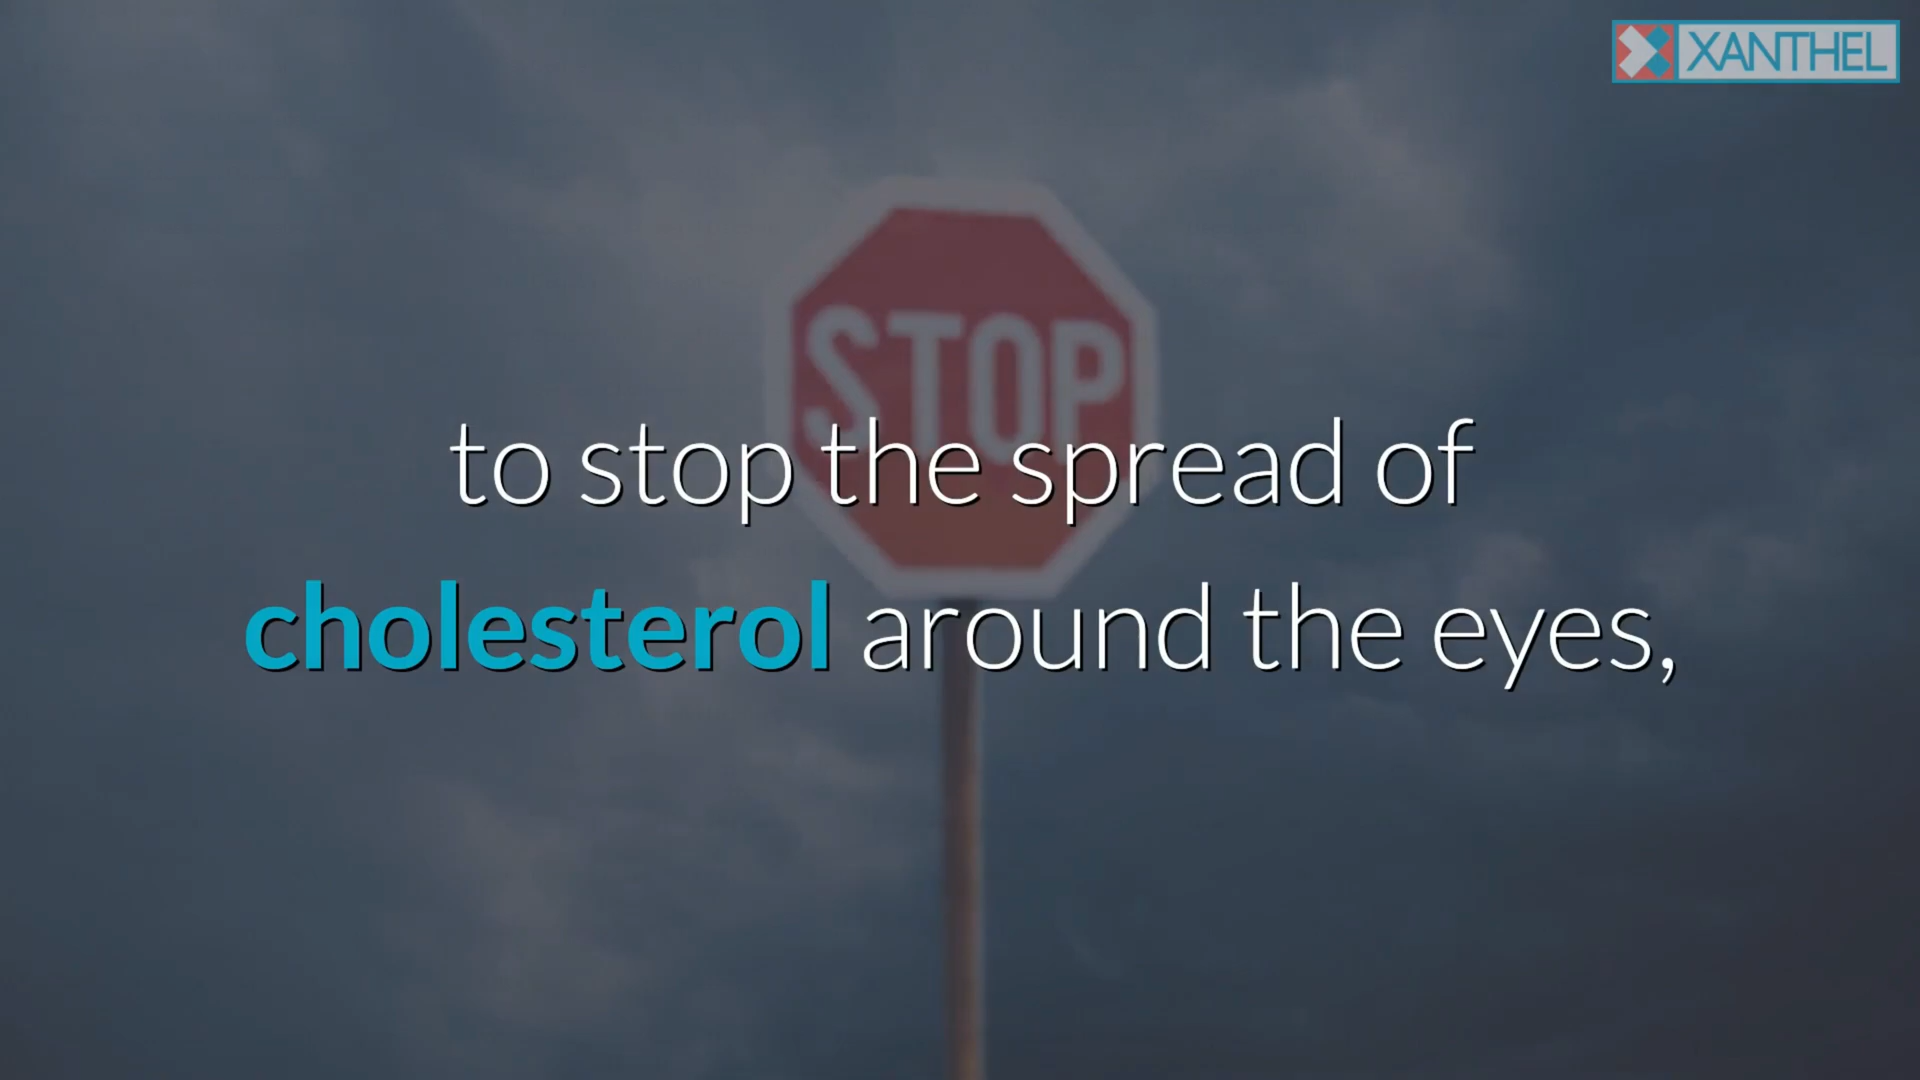 XANTHEL
STOP
to stop the spread of
cholesterol around the eyes,